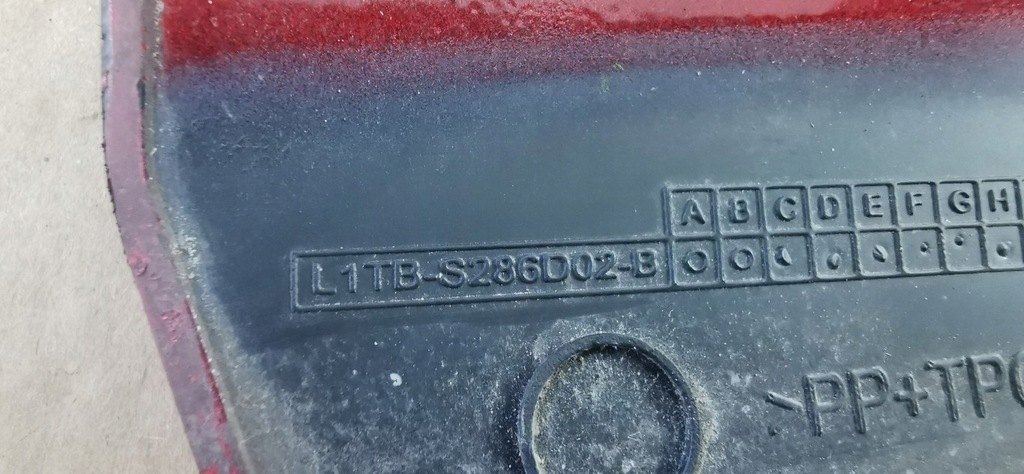 A B C D E F G H
L1TB-S286D02-B
>PP+TP